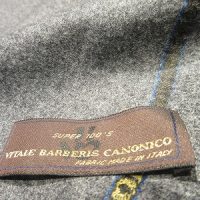 SUPER 100'S
VITALE BARBERIS CANONICO
FABRIC MADE IN ITALY